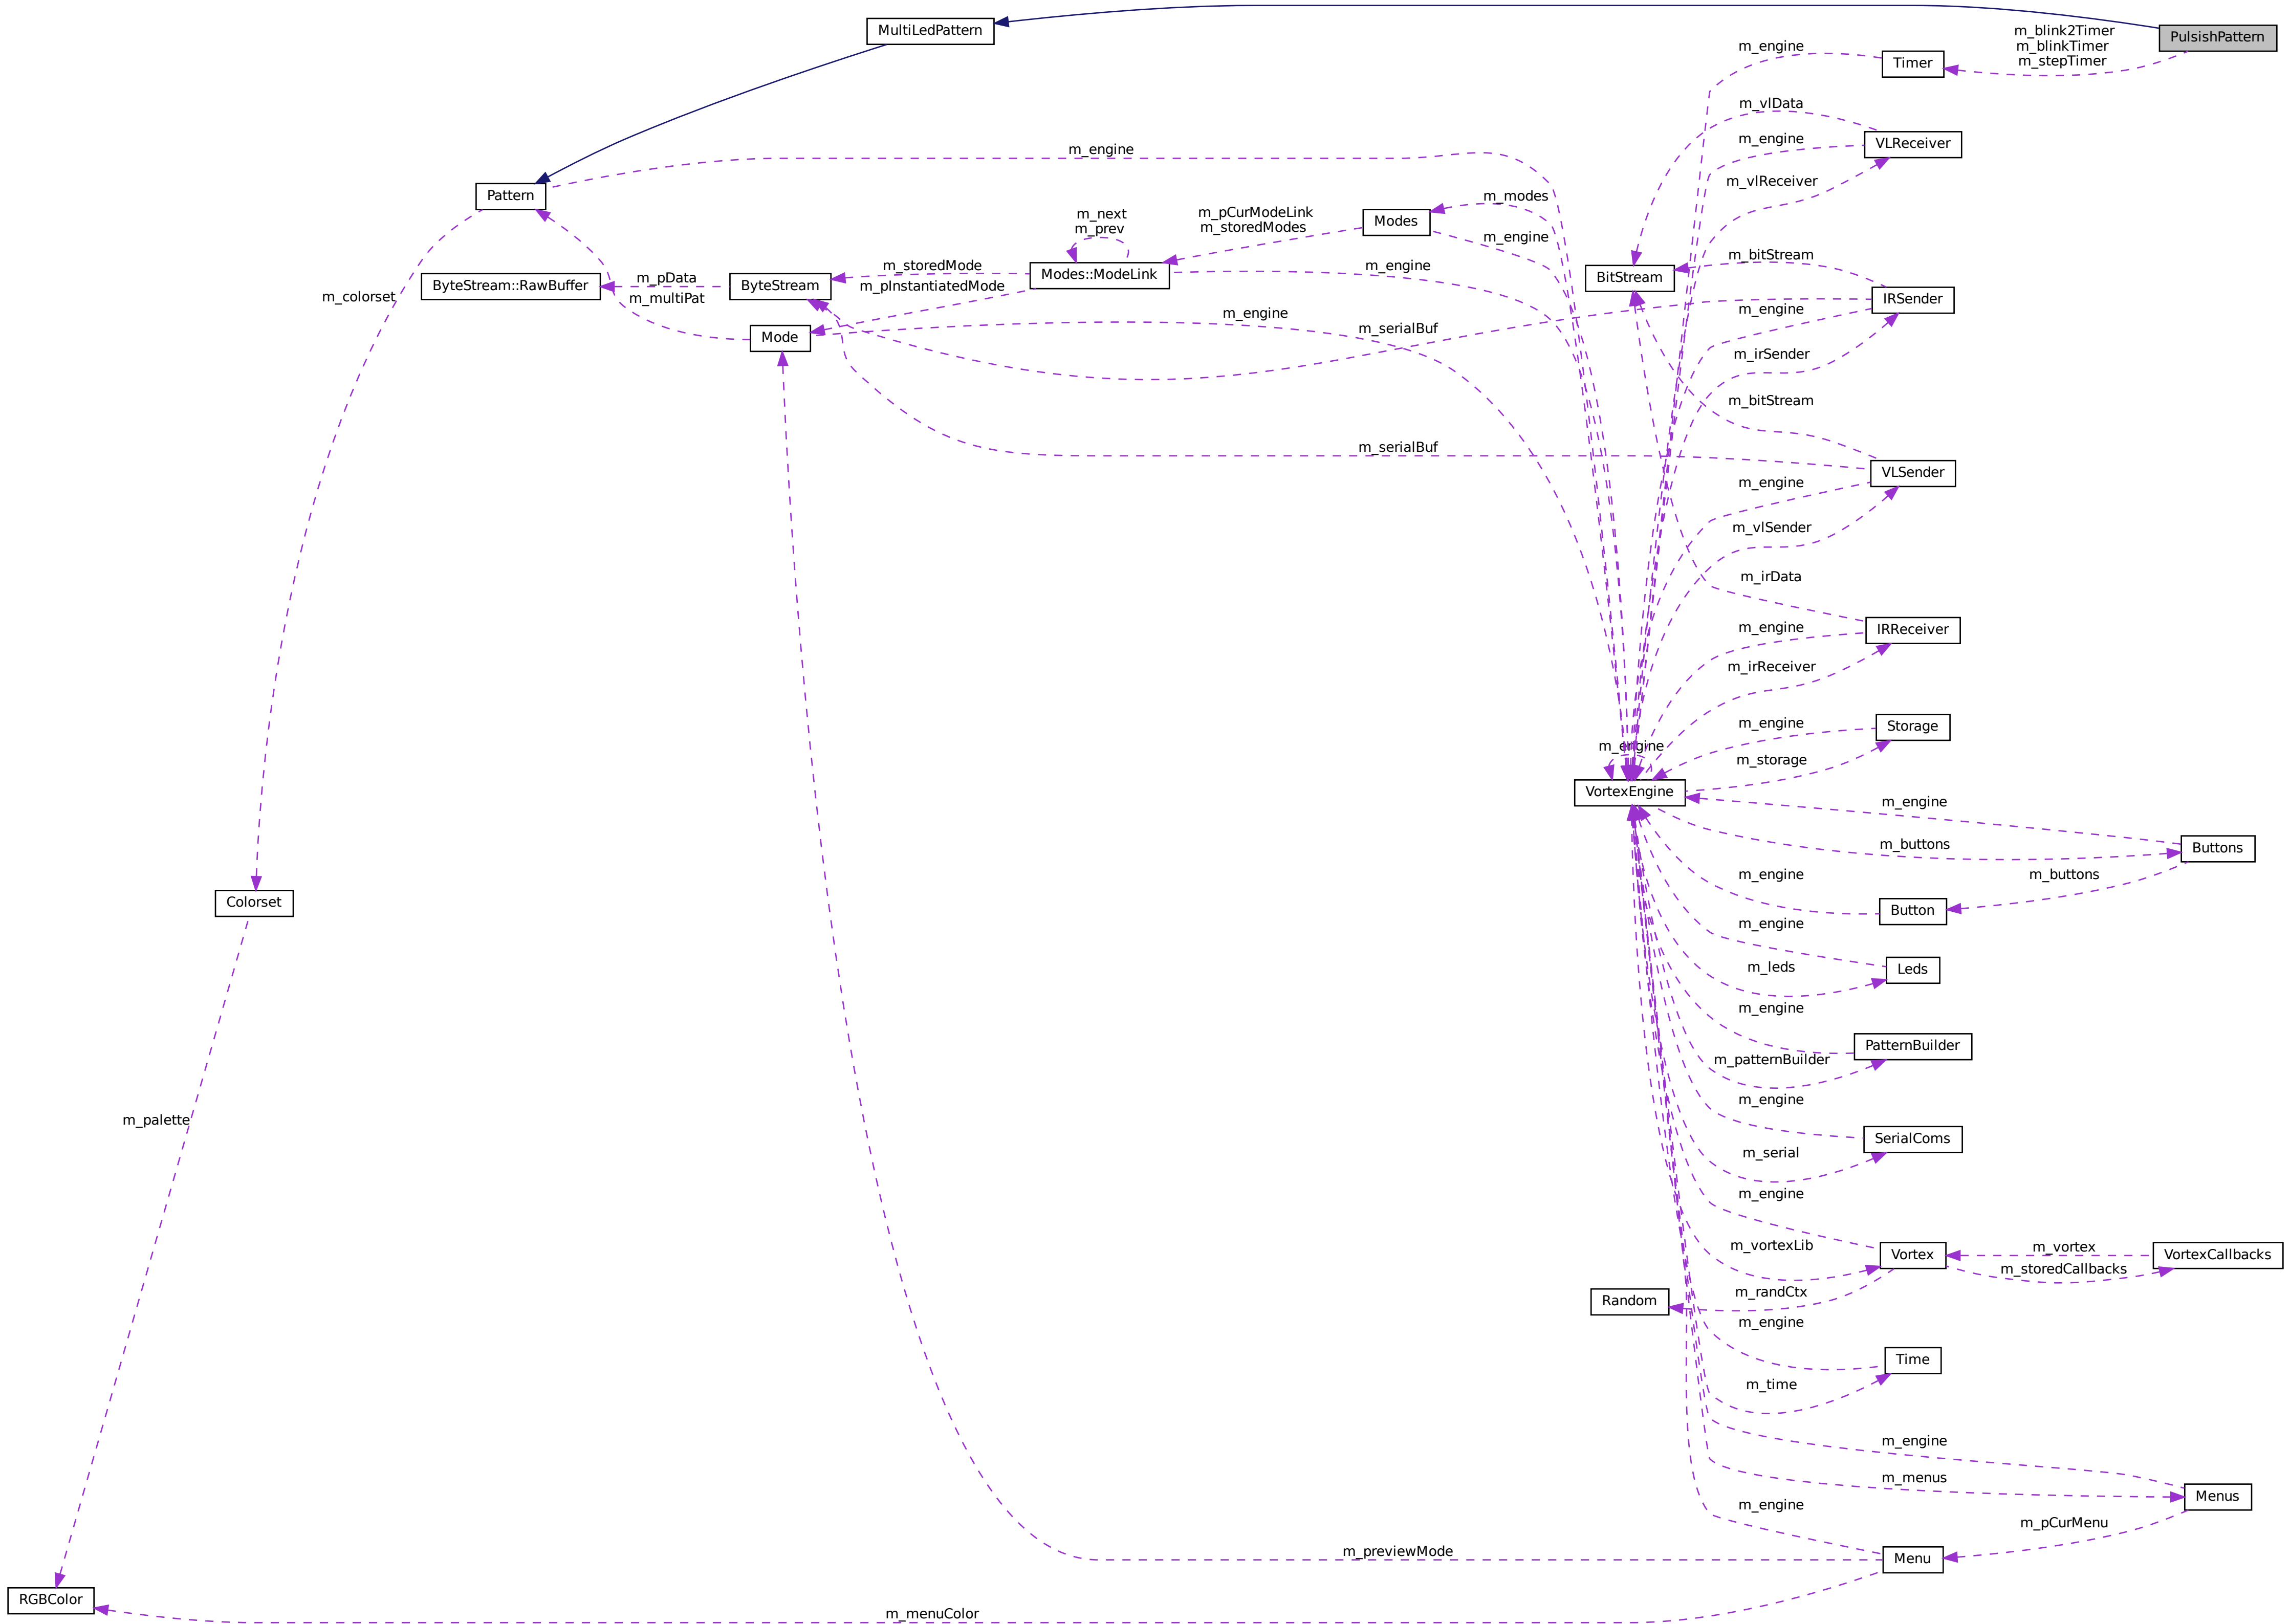 MultiLedPattern
PulsishPattern
m_blink2Timer
m_blinkTimer
m_stepTimer
m_engine
Timer
m_vlData
m_engine
VLReceiver
m_engine
m_vlReceiver
Pattern
m_modes
Modes
m_next
m_prev
m_pCurModeLink
m_storedModes
m_engine
m_bitStream
m_storedMode
Modes::ModeLink
m_engine
BitStream
m_pData
ByteStream::RawBuffer
ByteStream
m_pInstantiatedMode
m_colorset
m_multiPat
IRSender
m_engine
m_engine
m_serialBuf
Mode
m_irSender
m_bitStream
m_serialBuf
VLSender
m_engine
m_vlSender
m_irData
m_engine
IRReceiver
m_irReceiver
m_engine
Storage
m_engine
m_storage
VortexEngine
m_engine
m_buttons
Buttons
m_engine
m_buttons
Colorset
Button
m_engine
m_leds
Leds
m_engine
PatternBuilder
m_patternBuilder
m_engine
m_palette
SerialComs
m_serial
m_engine
m_vortexLib
Vortex
m_vortex
VortexCallbacks
m_storedCallbacks
m_randCtx
Random
m_engine
Time
m_time
m_engine
m_menus
Menus
m_engine
m_pCurMenu
m_previewMode
Menu
RGBColor
m_menuColor